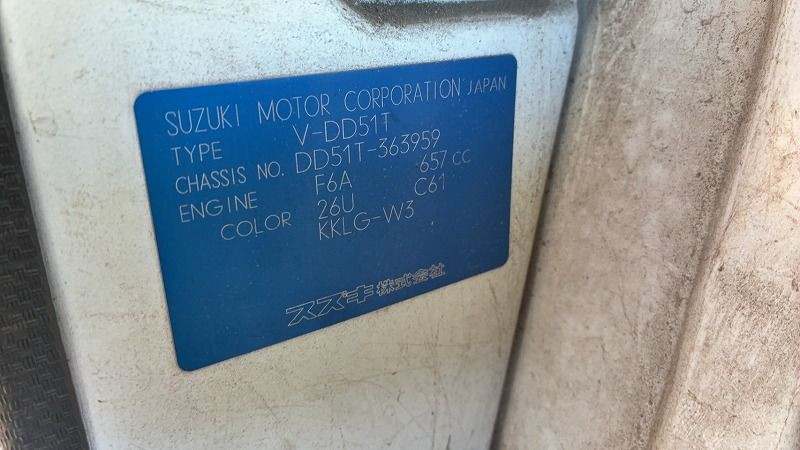 SUZUKI MOTOR CORPORATION JAPAN
TYPE V-DD51T
CHASSIS NO. DD51T-363959
ENGINE F6A 657 CC
COLOR 26U C61
KKLG-W3
スズキ株式会社